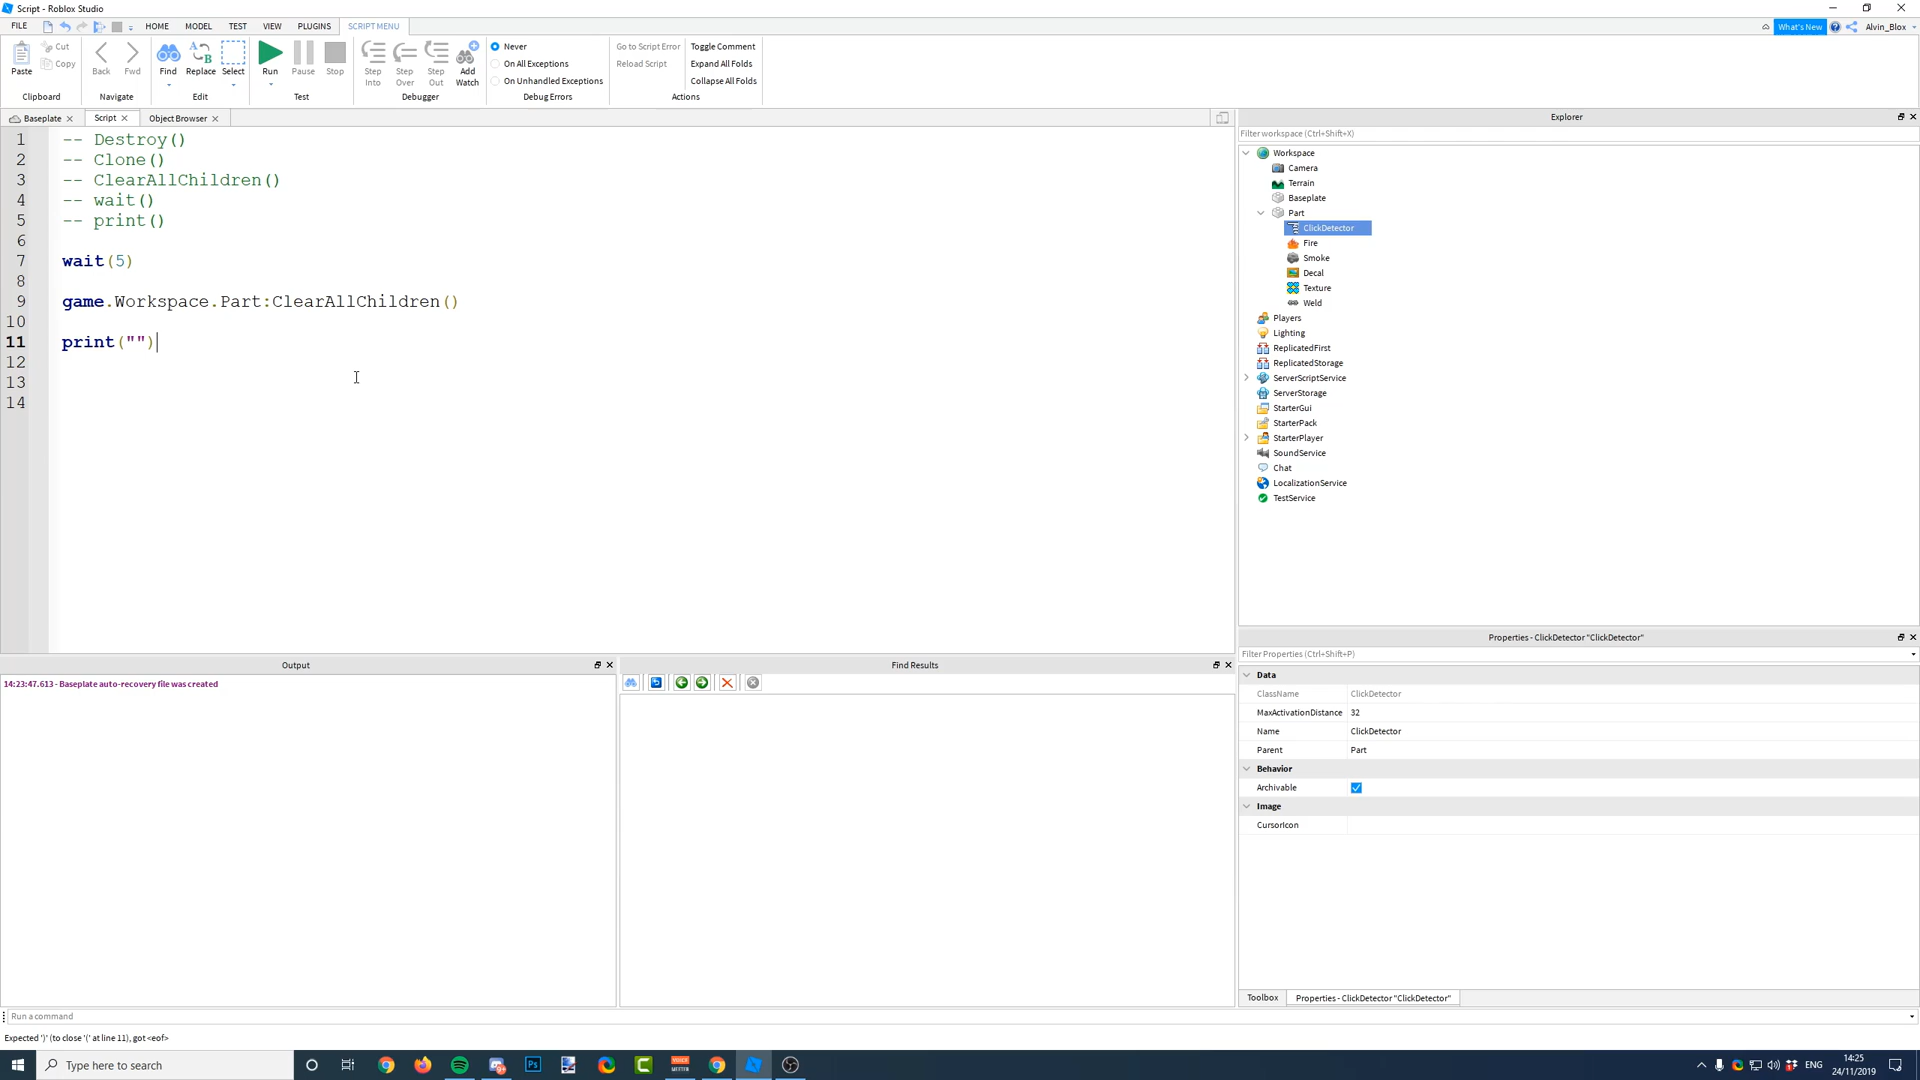 Script - Roblox Studio
FILE HOME MODEL TEST VIEW PLUGINS SCRIPT MENU What's New Alvin_Blox
Paste Cut Copy Back Fwd Find Replace Select Run Pause Stop Step Into Step Over Step Out Add Watch
Never
On All Exceptions
On Unhandled Exceptions
Go to Script Error
Reload Script
Toggle Comment
Expand All Folds
Collapse All Folds
Clipboard Navigate Edit Test Debugger Debug Errors Actions
Baseplate Script Object Browser
1 -- Destroy()
2 -- Clone()
3 -- ClearAllChildren()
4 -- wait()
5 -- print()
6
7 wait(5)
8
9 game.Workspace.Part:ClearAllChildren()
10
11 print("")
12
13
14
Explorer
Filter workspace (Ctrl+Shift+X)
Workspace
Camera
Terrain
Baseplate
Part
ClickDetector
Fire
Smoke
Decal
Texture
Weld
Players
Lighting
ReplicatedFirst
ReplicatedStorage
ServerScriptService
ServerStorage
StarterGui
StarterPack
StarterPlayer
SoundService
Chat
LocalizationService
TestService
Output
14:23:47.613 - Baseplate auto-recovery file was created
Find Results
Properties - ClickDetector "ClickDetector"
Filter Properties (Ctrl+Shift+P)
Data
ClassName ClickDetector
MaxActivationDistance 32
Name ClickDetector
Parent Part
Behavior
Archivable
Image
CursorIcon
Toolbox Properties - ClickDetector "ClickDetector"
Run a command
Expected ')' (to close '(' at line 11), got <eof>
Type here to search
Ps
VOICE MEETER
ENG
14:25
24/11/2019